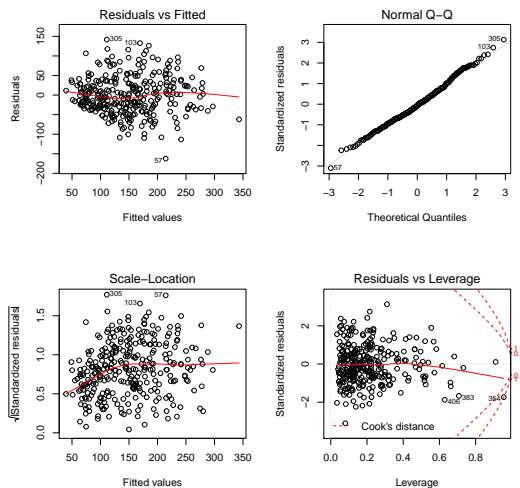 Residuals vs Fitted
Residuals
150
50
0
−100
−200
305
103
57
50 100 150 200 250 300 350
Fitted values
Normal Q−Q
Standardized residuals
3
2
1
0
−1
−3
305
103
57
−3 −2 −1 0 1 2 3
Theoretical Quantiles
Scale−Location
√|Standardized residuals|
1.5
1.0
0.5
0.0
305
103
57
50 100 150 200 250 300 350
Fitted values
Residuals vs Leverage
Standardized residuals
2
0
−2
406
383
354
Cook's distance
0.0 0.2 0.4 0.6 0.8
Leverage